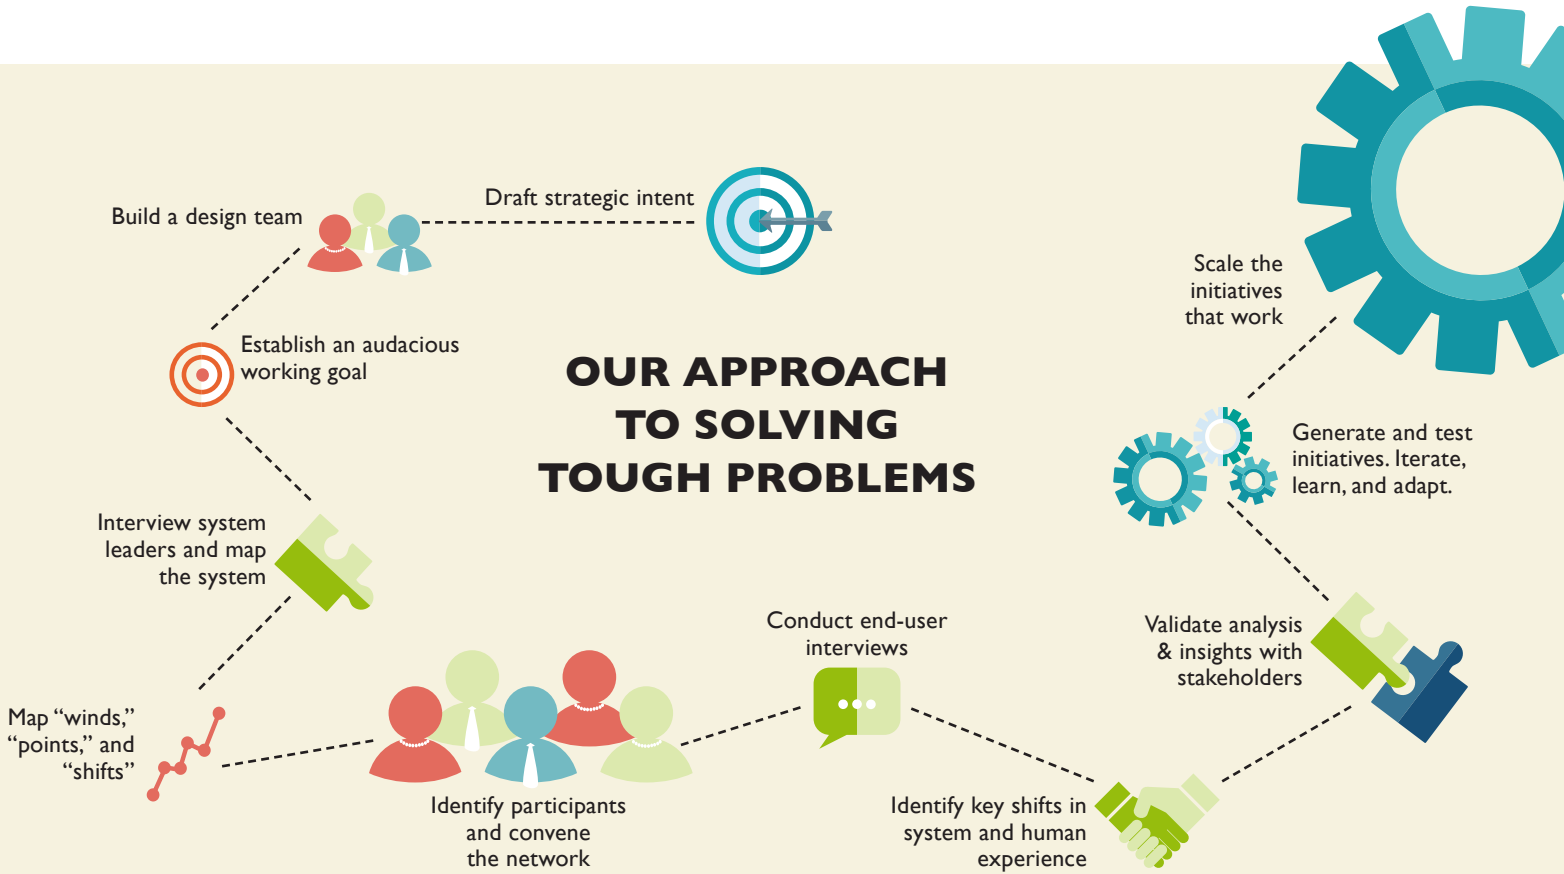 Draft strategic intent
Build a design team
Establish an audacious
working goal
Interview system
leaders and map
the system
Map “winds,”
“points,” and
“shifts”
Identify participants
and convene
the network
Conduct end-user
interviews
Identify key shifts in
system and human
experience
Validate analysis
& insights with
stakeholders
Generate and test
initiatives. Iterate,
learn, and adapt.
Scale the
initiatives
that work
OUR APPROACH
TO SOLVING
TOUGH PROBLEMS